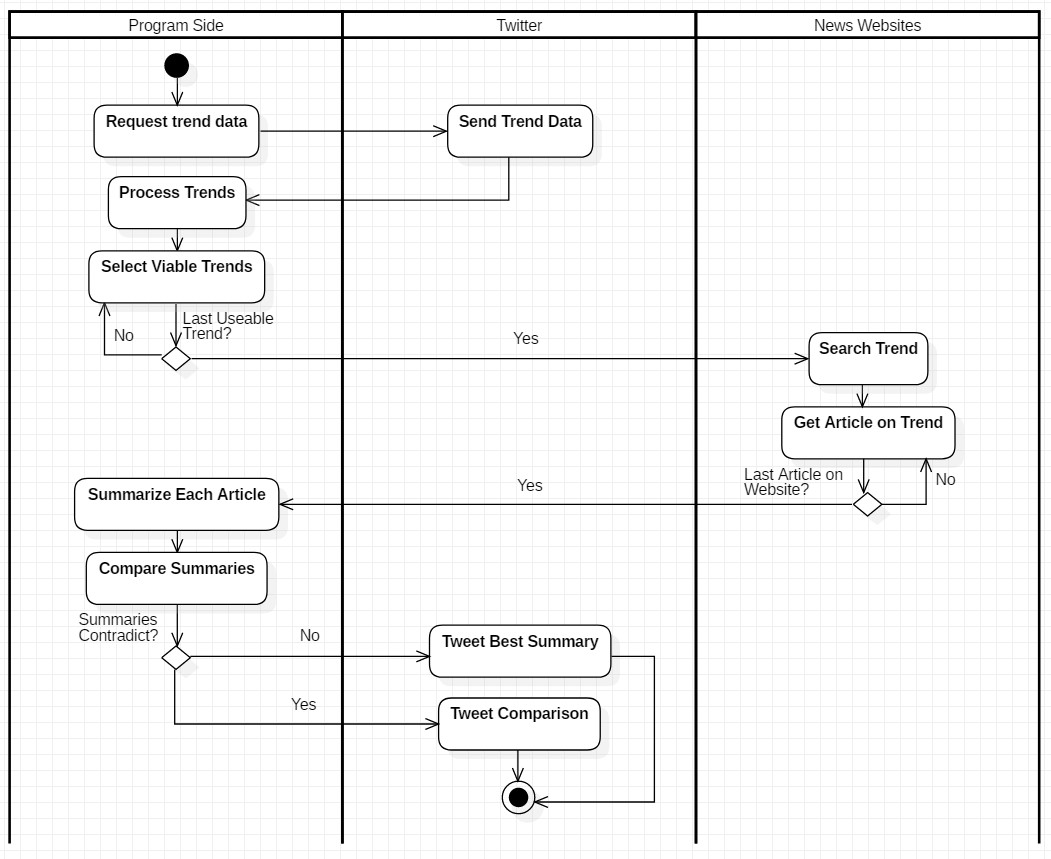 Program Side
Twitter
News Websites
Request trend data
Send Trend Data
Process Trends
Select Viable Trends
Last Useable
Trend?
No
Yes
Search Trend
Get Article on Trend
Last Article on
Website?
No
Yes
Summarize Each Article
Compare Summaries
Summaries
Contradict?
No
Tweet Best Summary
Yes
Tweet Comparison